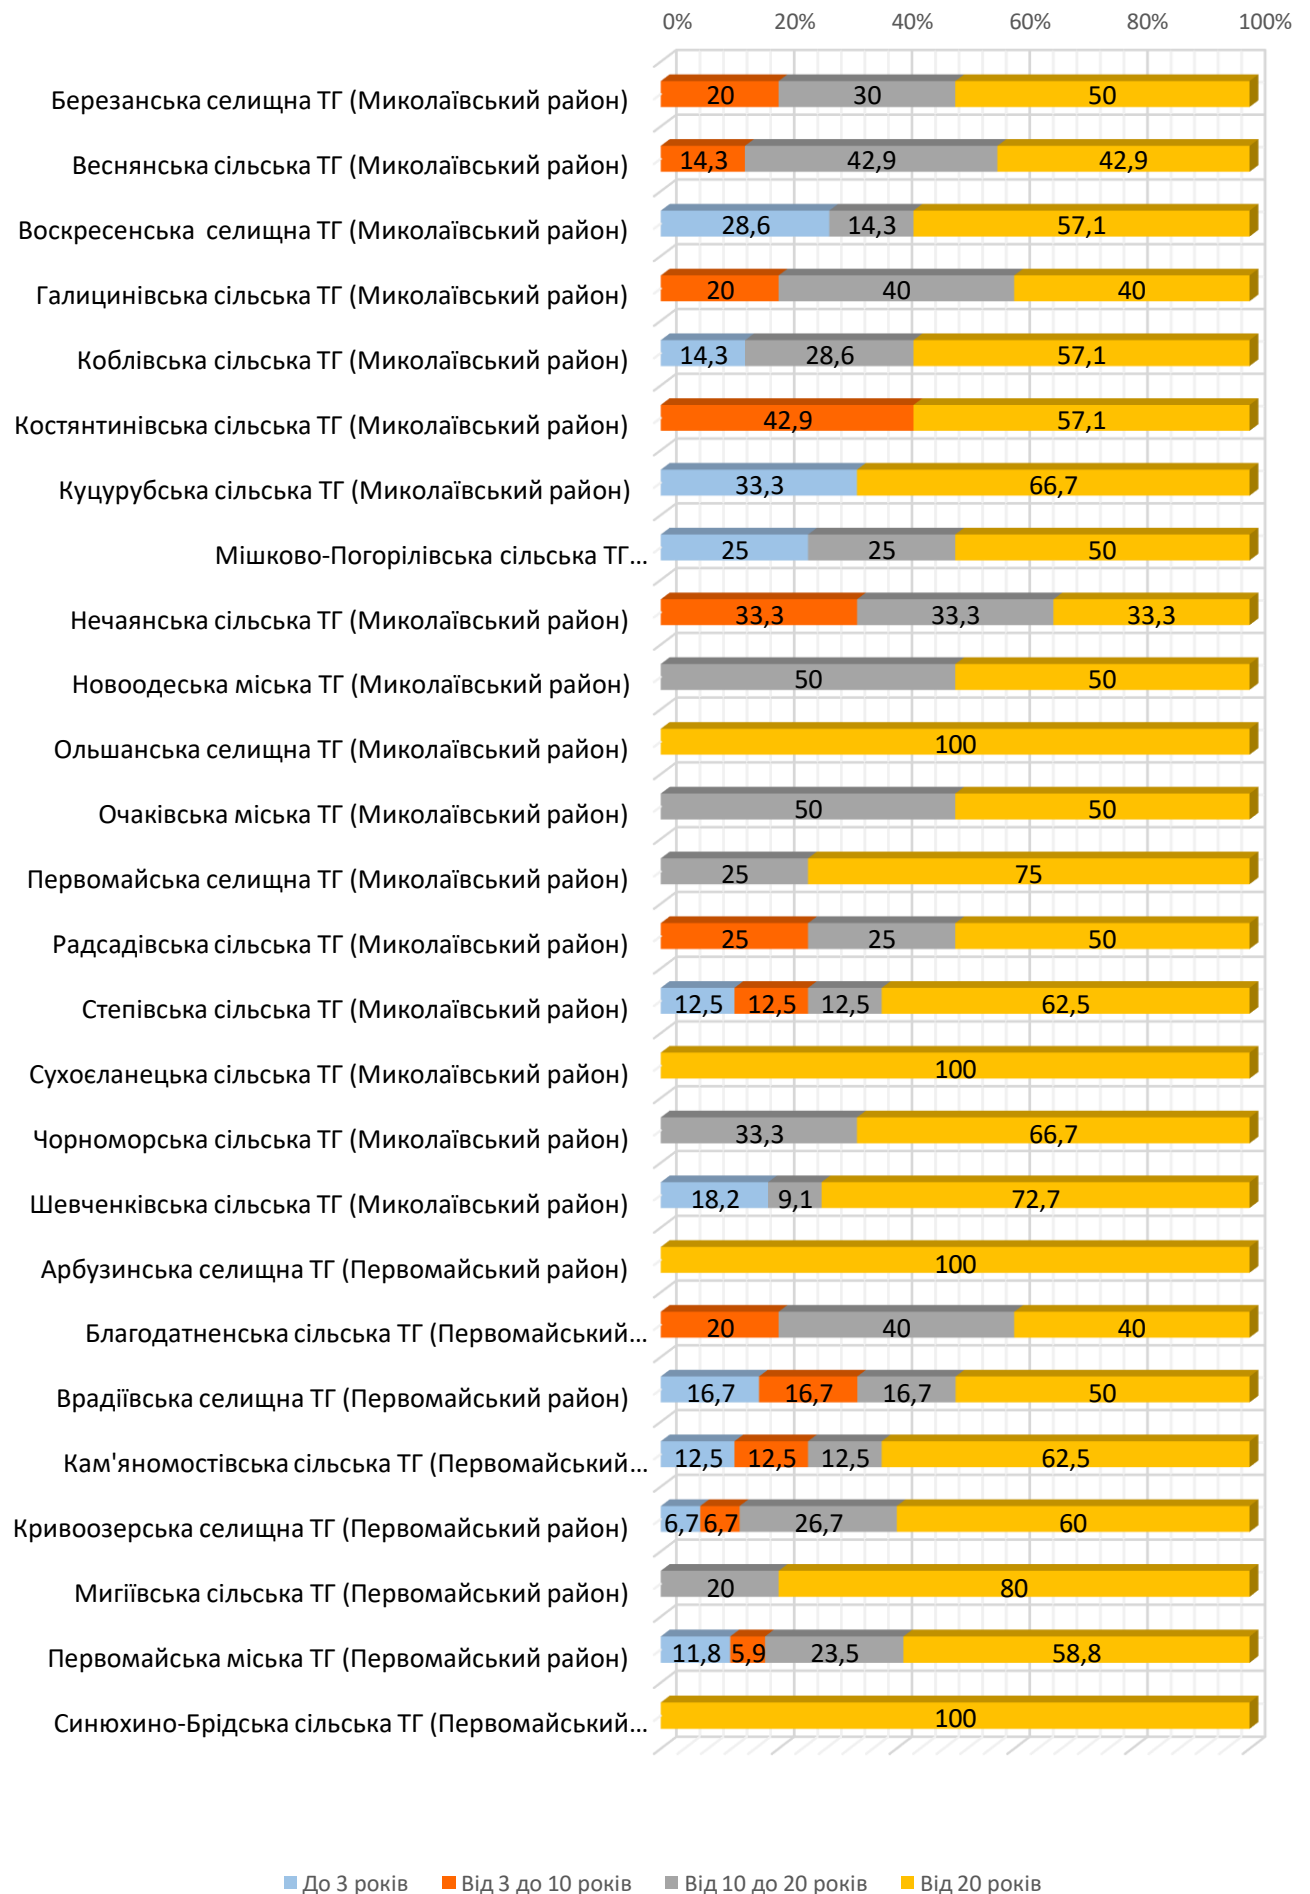 0% 20% 40% 60% 80% 100%
Березанська селищна ТГ (Миколаївський район) 20 30 50
Веснянська сільська ТГ (Миколаївський район) 14,3 42,9 42,9
Воскресенська селищна ТГ (Миколаївський район) 28,6 14,3 57,1
Галицинівська сільська ТГ (Миколаївський район) 20 40 40
Коблівська сільська ТГ (Миколаївський район) 14,3 28,6 57,1
Костянтинівська сільська ТГ (Миколаївський район) 42,9 57,1
Куцурубська сільська ТГ (Миколаївський район) 33,3 66,7
Мішково-Погорілівська сільська ТГ... 25 25 50
Нечаянська сільська ТГ (Миколаївський район) 33,3 33,3 33,3
Новоодеська міська ТГ (Миколаївський район) 50 50
Ольшанська селищна ТГ (Миколаївський район) 100
Очаківська міська ТГ (Миколаївський район) 50 50
Первомайська селищна ТГ (Миколаївський район) 25 75
Радсадівська сільська ТГ (Миколаївський район) 25 25 50
Степівська сільська ТГ (Миколаївський район) 12,5 12,5 12,5 62,5
Сухоєланецька сільська ТГ (Миколаївський район) 100
Чорноморська сільська ТГ (Миколаївський район) 33,3 66,7
Шевченківська сільська ТГ (Миколаївський район) 18,2 9,1 72,7
Арбузинська селищна ТГ (Первомайський район) 100
Благодатненська сільська ТГ (Первомайський... 20 40 40
Врадіївська селищна ТГ (Первомайський район) 16,7 16,7 16,7 50
Кам'яномостівська сільська ТГ (Первомайський... 12,5 12,5 12,5 62,5
Кривоозерська селищна ТГ (Первомайський район) 6,7 6,7 26,7 60
Мигіївська сільська ТГ (Первомайський район) 20 80
Первомайська міська ТГ (Первомайський район) 11,8 5,9 23,5 58,8
Синюхино-Брідська сільська ТГ (Первомайський... 100
До 3 років Від 3 до 10 років Від 10 до 20 років Від 20 років